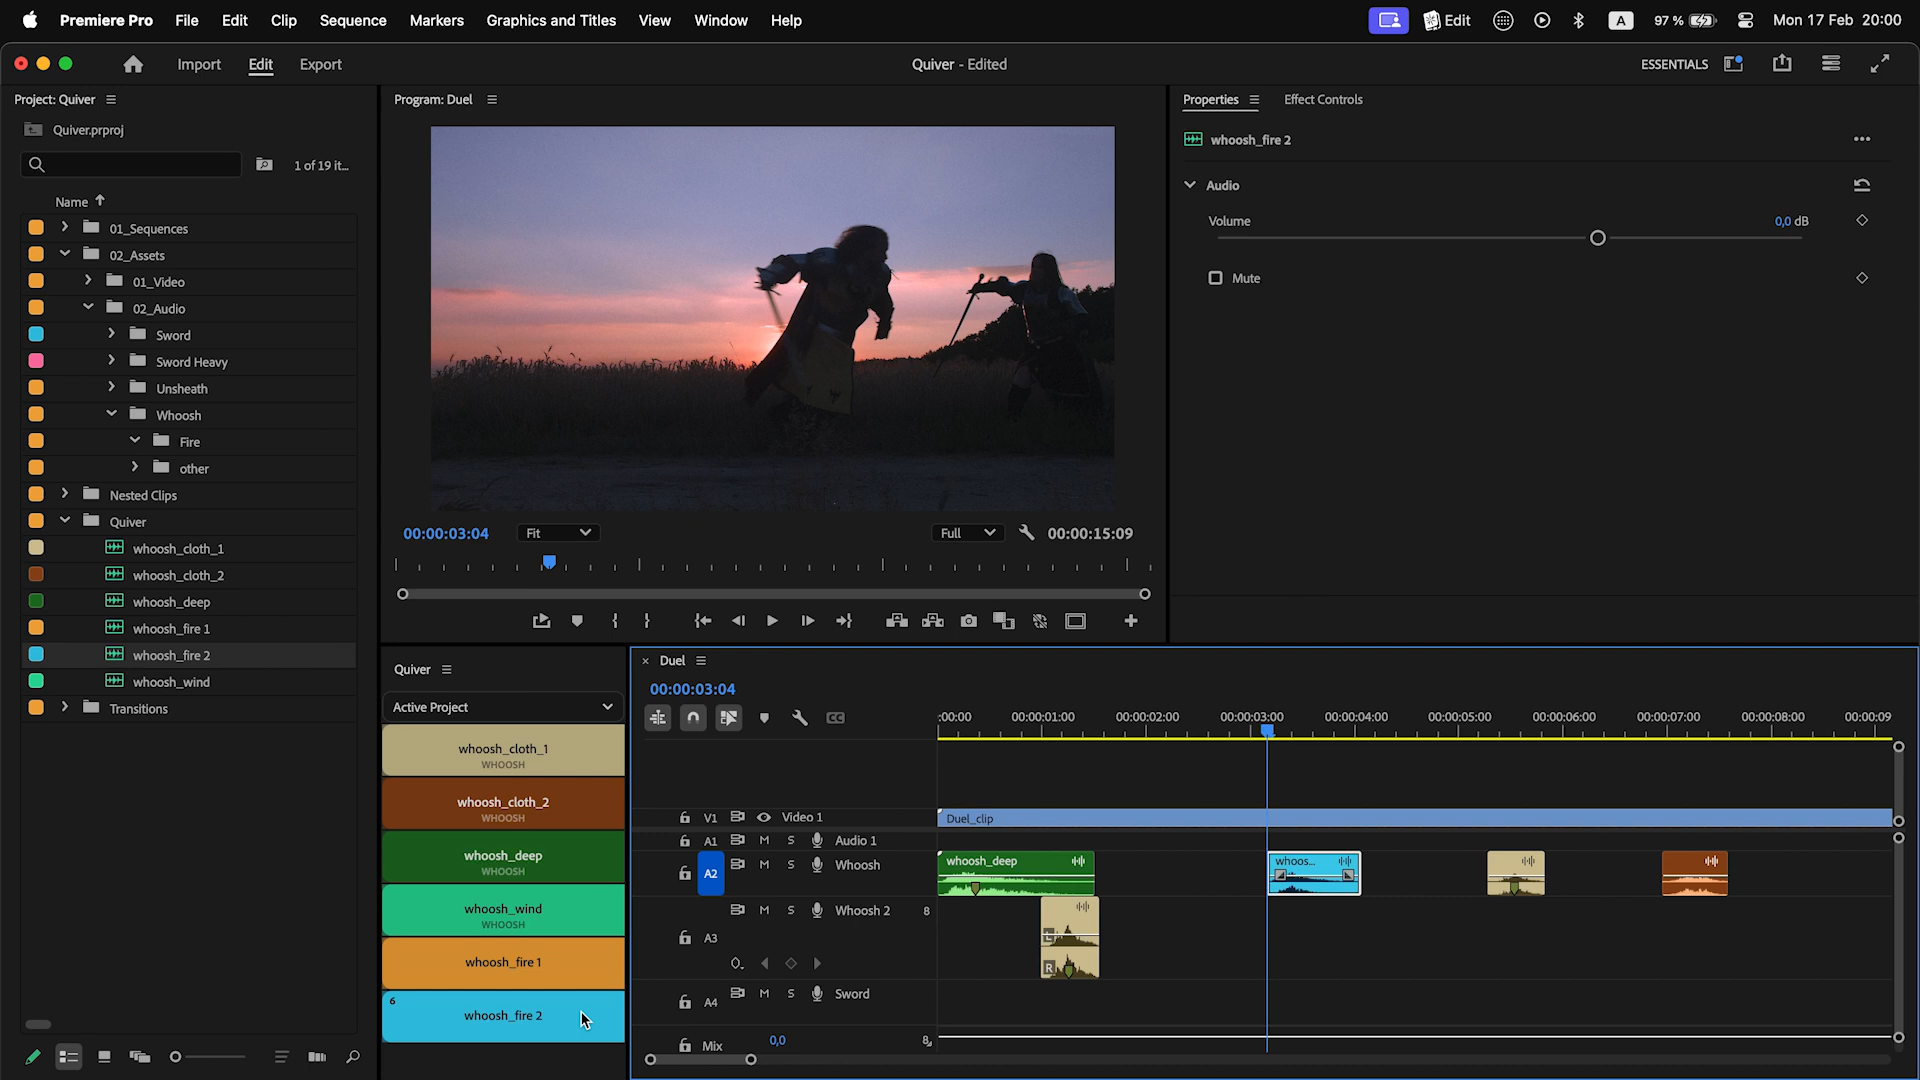 Premiere Pro File Edit Clip Sequence Markers Graphics and Titles View Window Help
Edit A 97 % Mon 17 Feb 20:00
Import Edit Export
Quiver - Edited
ESSENTIALS
Project: Quiver
Quiver.prproj
1 of 19 it...
Name
01_Sequences
02_Assets
01_Video
02_Audio
Sword
Sword Heavy
Unsheath
Whoosh
Fire
other
Nested Clips
Quiver
whoosh_cloth_1
whoosh_cloth_2
whoosh_deep
whoosh_fire 1
whoosh_fire 2
whoosh_wind
Transitions
Program: Duel
00:00:03:04 Fit Full 00:00:15:09
Properties Effect Controls
whoosh_fire 2
Audio
Volume 0,0 dB
Mute
Quiver
Active Project
whoosh_cloth_1
WHOOSH
whoosh_cloth_2
WHOOSH
whoosh_deep
WHOOSH
whoosh_wind
WHOOSH
whoosh_fire 1
6
whoosh_fire 2
Duel
00:00:03:04
:00:00 00:00:01:00 00:00:02:00 00:00:03:00 00:00:04:00 00:00:05:00 00:00:06:00 00:00:07:00 00:00:08:00 00:00:09
V1 Video 1
Duel_clip
A1 M S Audio 1
A2 M S Whoosh
whoosh_deep
whoos...
A3 M S Whoosh 2 8
L
R
A4 M S Sword
Mix 0,0 8